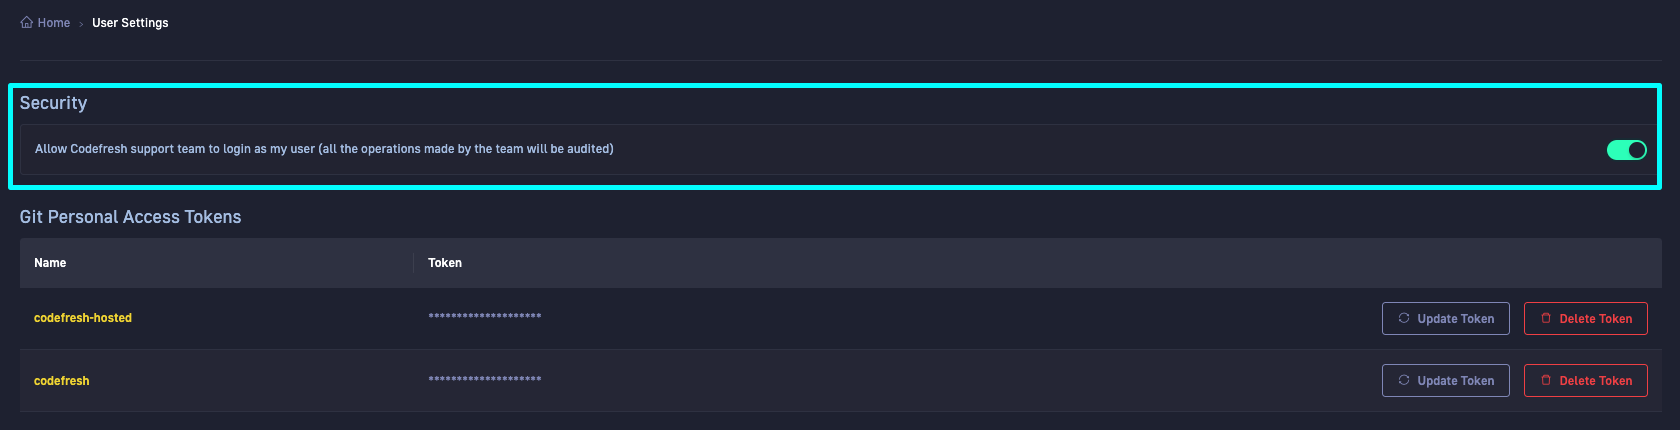 Home > User Settings
Security
Allow Codefresh support team to login as my user (all the operations made by the team will be audited)
Git Personal Access Tokens
Name Token
codefresh-hosted ******************** Update Token Delete Token
codefresh ******************** Update Token Delete Token